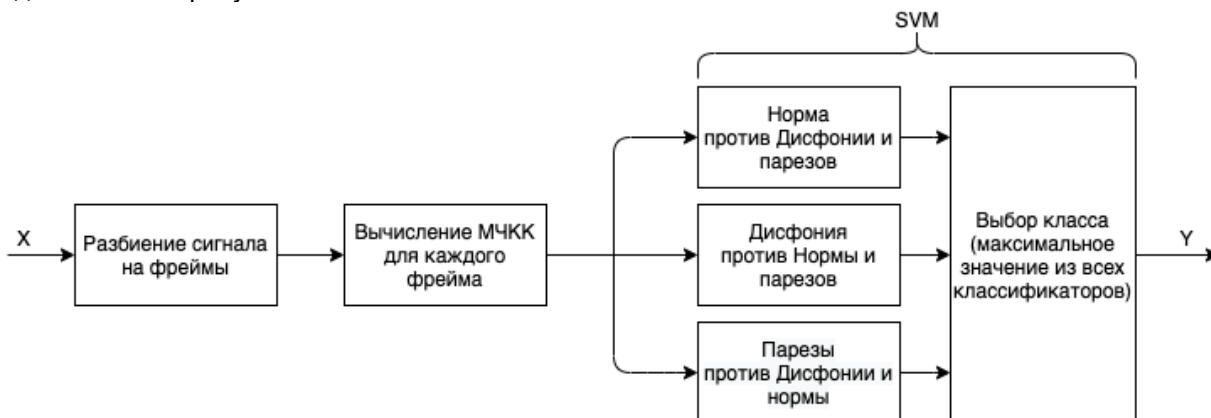 SVM
Норма
против Дисфонии и
парезов
X
Разбиение сигнала
на фреймы
Вычисление МЧКК
для каждого
фрейма
Дисфония
против Нормы и
парезов
Парезы
против Дисфонии и
нормы
Выбор класса
(максимальное
значение из всех
классификаторов)
Y